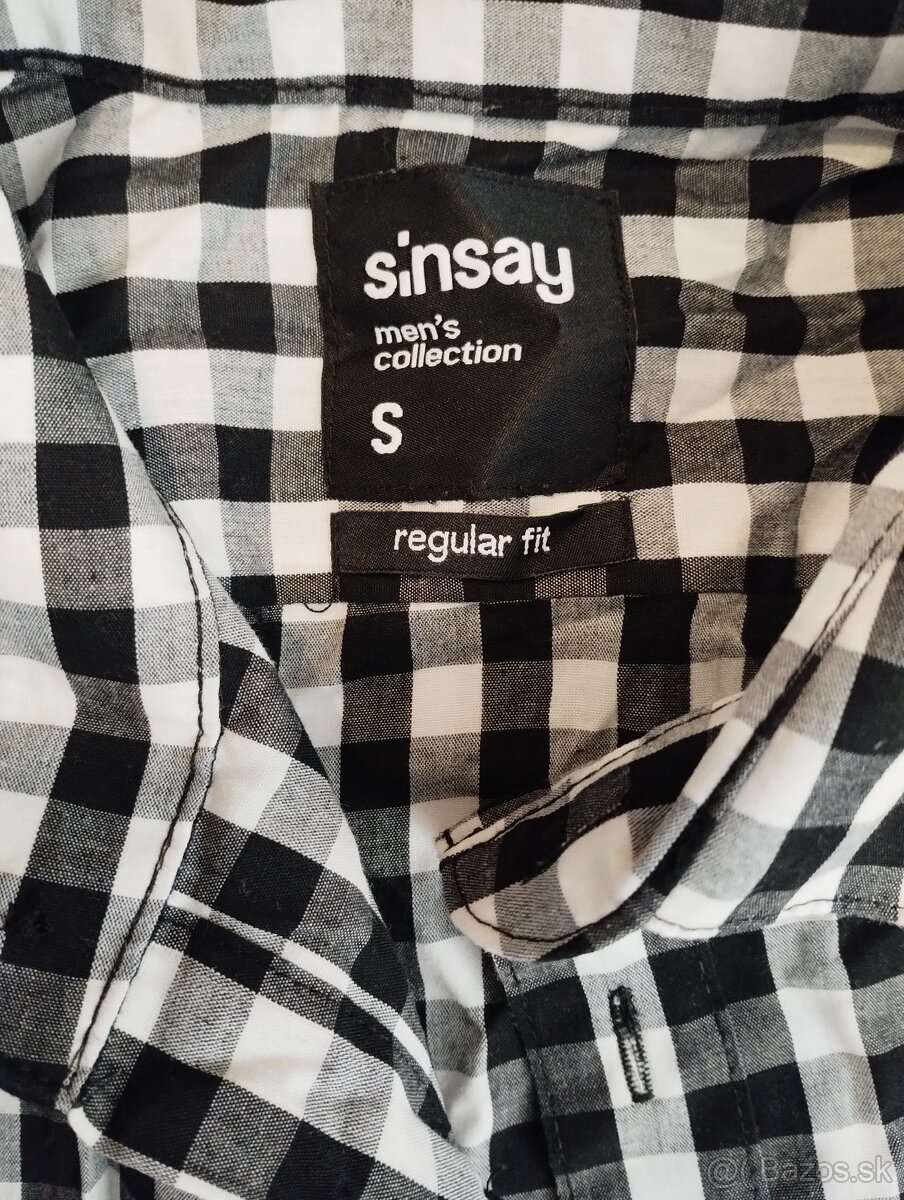 sinsay
men's
collection
S
regular fit
@ Bazos.sk